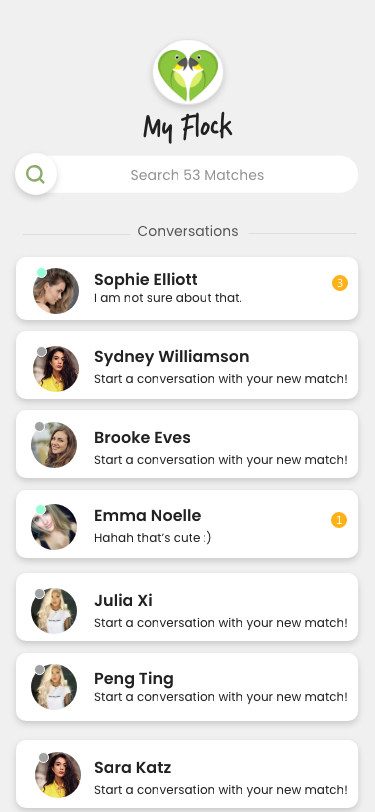 My Flock
Search 53 Matches
Conversations
Sophie Elliott
3
I am not sure about that.
Sydney Williamson
Start a conversation with your new match!
Brooke Eves
Start a conversation with your new match!
Emma Noelle
1
Hahah that's cute :)
Julia Xi
Start a conversation with your new match!
Peng Ting
Start a conversation with your new match!
Sara Katz
Start a conversation with your new match!